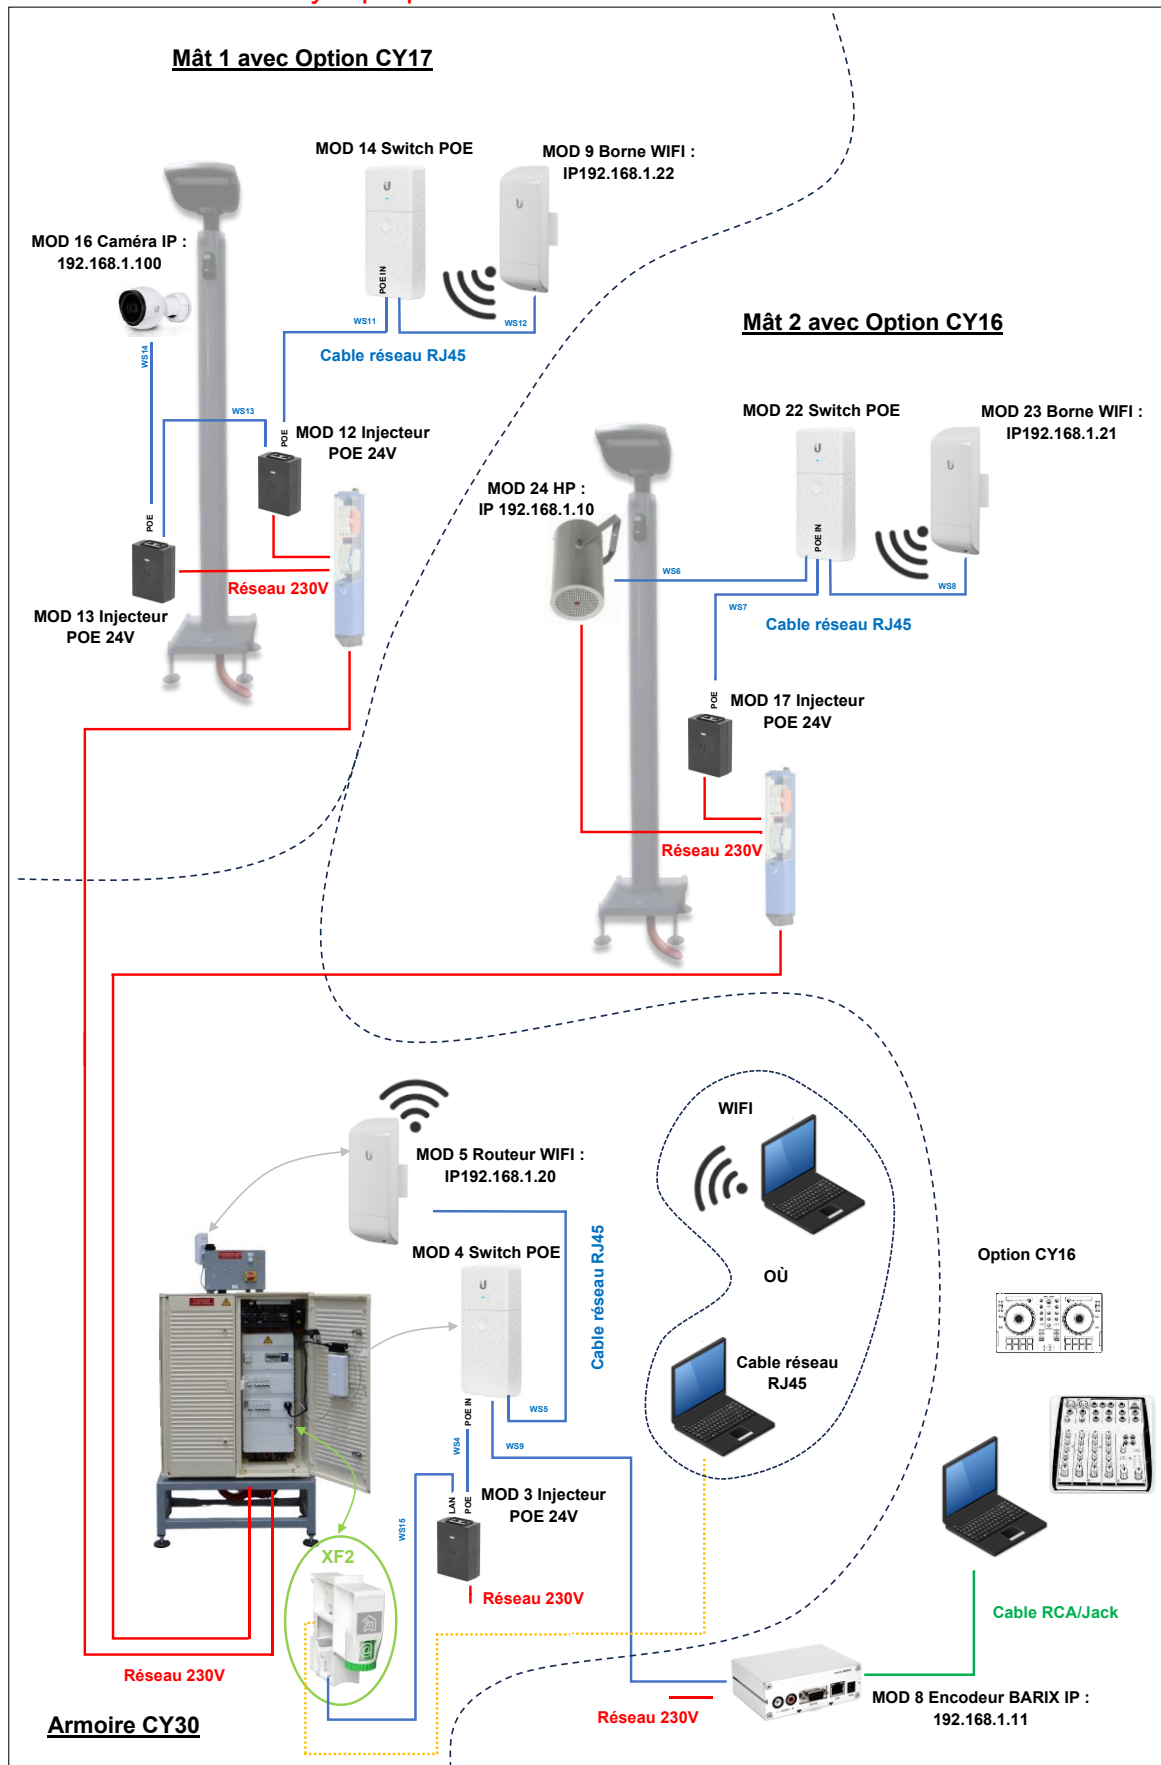 Mât 1 avec Option CY17
MOD 14 Switch POE
MOD 9 Borne WIFI :
IP192.168.1.22
MOD 16 Caméra IP :
192.168.1.100
POE IN
WS11
WS12
Cable réseau RJ45
WS14
WS13
POE
MOD 12 Injecteur
POE 24V
POE
Réseau 230V
MOD 13 Injecteur
POE 24V
Mât 2 avec Option CY16
MOD 22 Switch POE
MOD 23 Borne WIFI :
IP192.168.1.21
MOD 24 HP :
IP 192.168.1.10
POE IN
WS6
WS8
WS7
Cable réseau RJ45
POE
MOD 17 Injecteur
POE 24V
Réseau 230V
WIFI
MOD 5 Routeur WIFI :
IP192.168.1.20
MOD 4 Switch POE
Cable réseau RJ45
OÙ
Option CY16
Cable réseau
RJ45
POE IN
WS5
WS4
WS9
LAN
POE
MOD 3 Injecteur
POE 24V
WS15
XF2
Réseau 230V
Cable RCA/Jack
Réseau 230V
Réseau 230V
MOD 8 Encodeur BARIX IP :
192.168.1.11
Armoire CY30